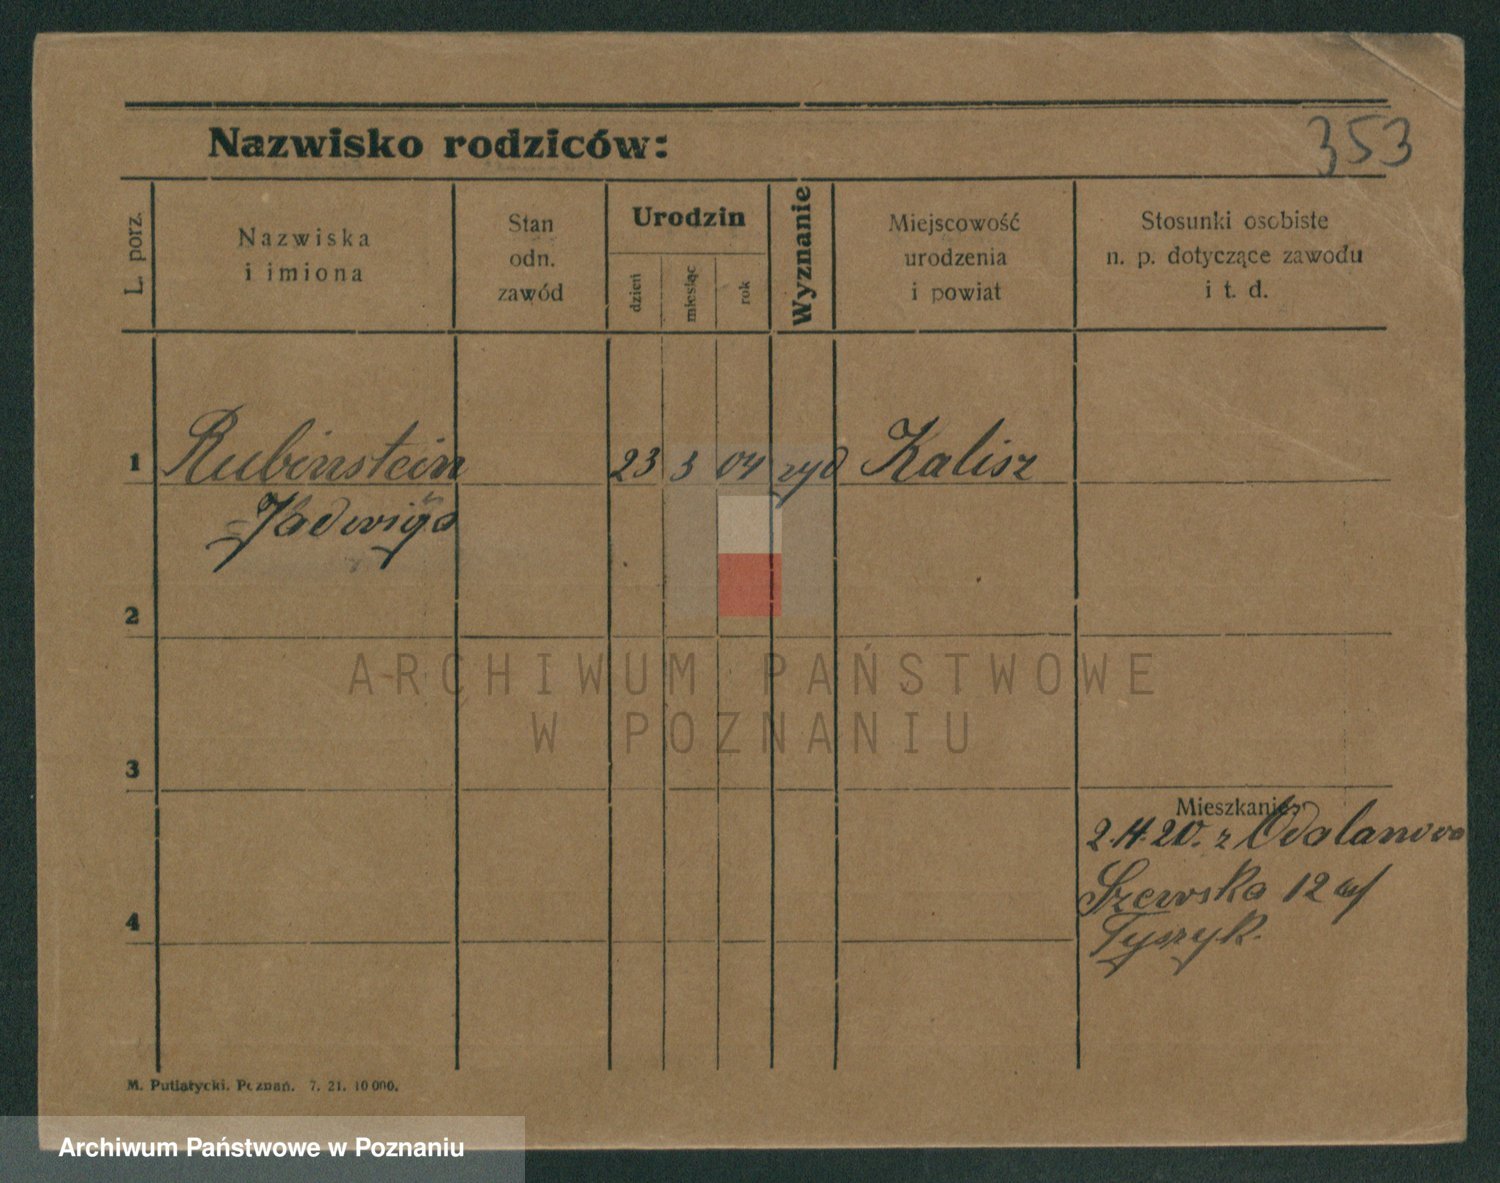 353
Nazwisko rodziców:
L. porz.
Nazwiska
i imiona
Stan
odn.
zawód
Urodzin
dzień
miesiąc
rok
Wyznanie
Miejscowość
urodzenia
i powiat
Stosunki osobiste
n. p. dotyczące zawodu
i t. d.
1 Rubinstein 23 3 04 żyd Kalisz
Jadwiga
2
ARCHIWUM PAŃSTWOWE
W POZNANIU
3
Mieszkanie
20. z Odolanowa
4
Szewska 12
Tyszyk.
M. Putiatycki. Poznań. 7. 21. 10 000.
Archiwum Państwowe w Poznaniu